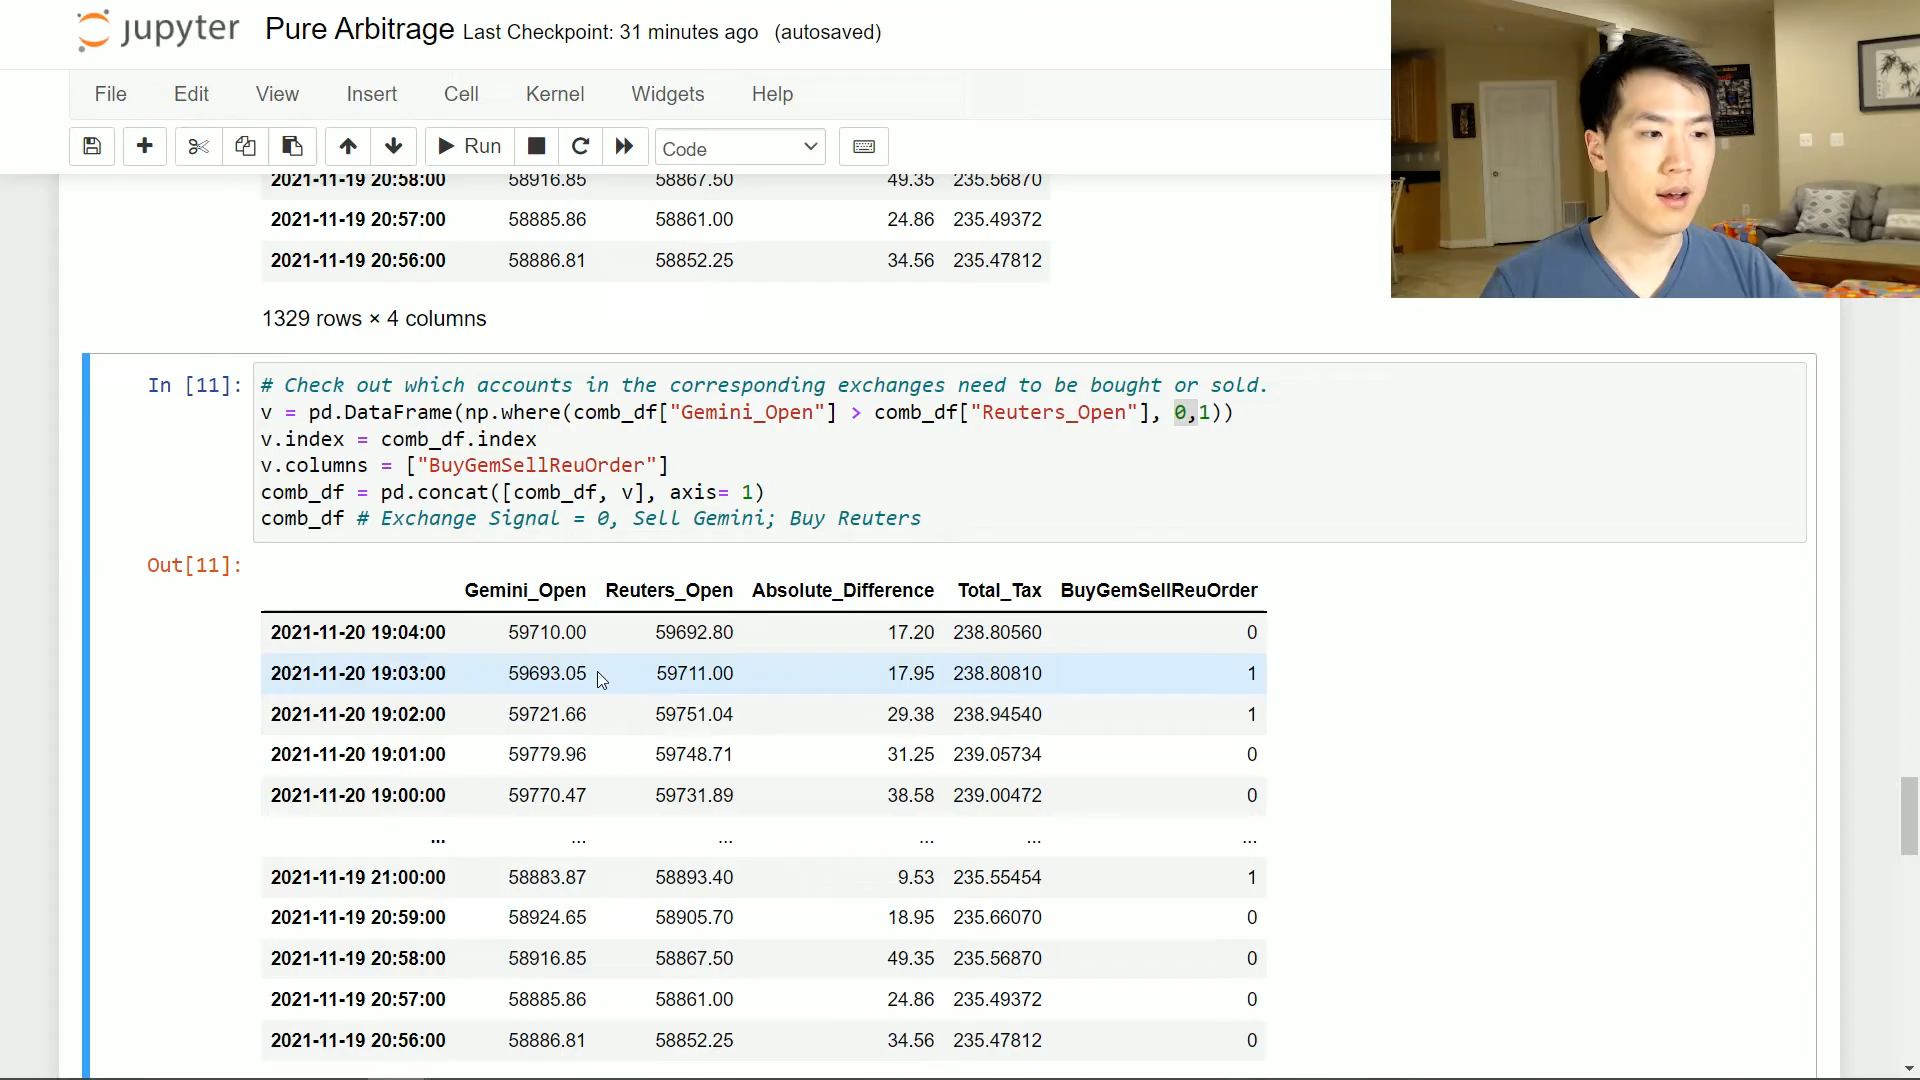 jupyter Pure Arbitrage Last Checkpoint: 31 minutes ago (autosaved)
File Edit View Insert Cell Kernel Widgets Help
Run Code
2021-11-19 20:58:00 58916.85 58867.50 49.35 235.56870
2021-11-19 20:57:00 58885.86 58861.00 24.86 235.49372
2021-11-19 20:56:00 58886.81 58852.25 34.56 235.47812
1329 rows × 4 columns
In [11]: # Check out which accounts in the corresponding exchanges need to be bought or sold.
v = pd.DataFrame(np.where(comb_df["Gemini_Open"] > comb_df["Reuters_Open"], 0,1))
v.index = comb_df.index
v.columns = ["BuyGemSellReuOrder"]
comb_df = pd.concat([comb_df, v], axis= 1)
comb_df # Exchange Signal = 0, Sell Gemini; Buy Reuters
Out[11]:
Gemini_Open Reuters_Open Absolute_Difference Total_Tax BuyGemSellReuOrder
2021-11-20 19:04:00 59710.00 59692.80 17.20 238.80560 0
2021-11-20 19:03:00 59693.05 59711.00 17.95 238.80810 1
2021-11-20 19:02:00 59721.66 59751.04 29.38 238.94540 1
2021-11-20 19:01:00 59779.96 59748.71 31.25 239.05734 0
2021-11-20 19:00:00 59770.47 59731.89 38.58 239.00472 0
... ... ... ... ... ...
2021-11-19 21:00:00 58883.87 58893.40 9.53 235.55454 1
2021-11-19 20:59:00 58924.65 58905.70 18.95 235.66070 0
2021-11-19 20:58:00 58916.85 58867.50 49.35 235.56870 0
2021-11-19 20:57:00 58885.86 58861.00 24.86 235.49372 0
2021-11-19 20:56:00 58886.81 58852.25 34.56 235.47812 0